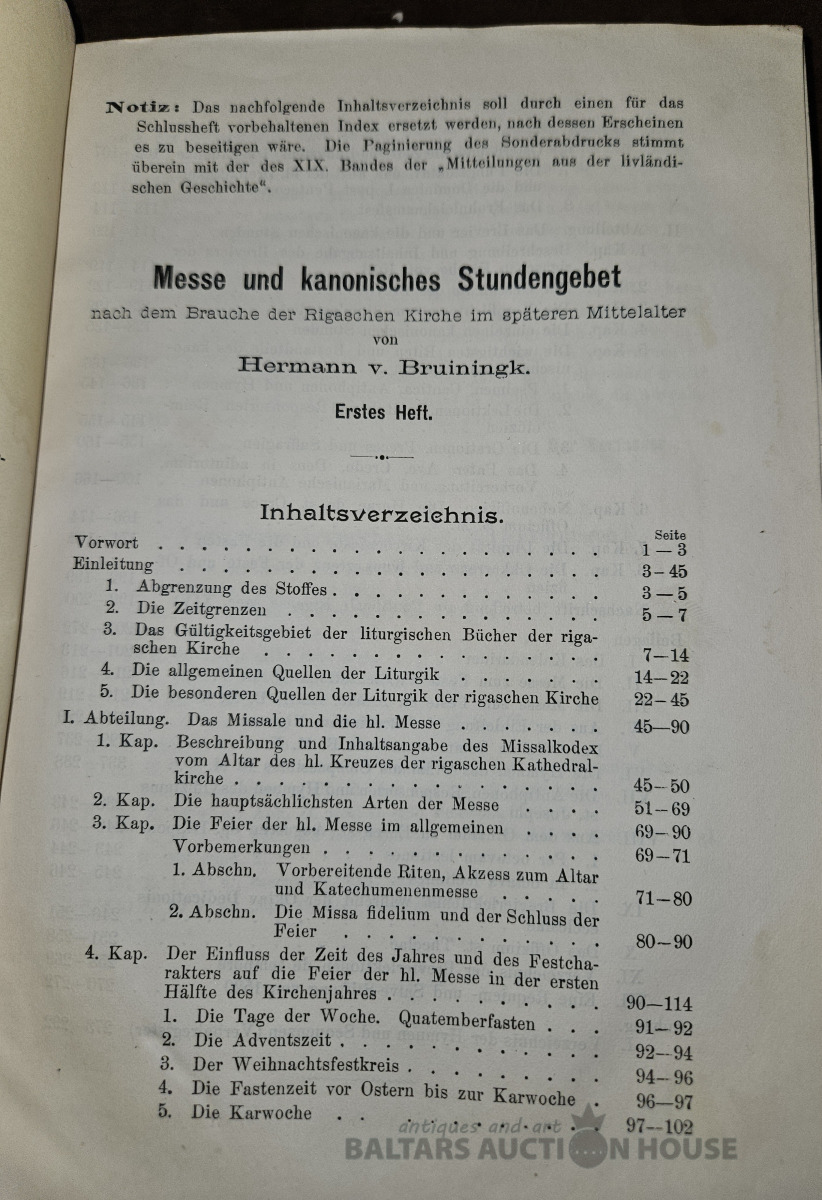 Notiz: Das nachfolgende Inhaltsverzeichnis soll durch einen für das
Schlussheft vorbehaltenen Index ersetzt werden, nach dessen Erscheinen
es zu beseitigen wäre. Die Paginierung des Sonderabdrucks stimmt
überein mit der des XIX. Bandes der „Mitteilungen aus der livländi-
schen Geschichte".
Messe und kanonisches Stundengebet
nach dem Brauche der Rigaschen Kirche im späteren Mittelalter
von
Hermann v. Bruiningk.
Erstes Heft.
Inhaltsverzeichnis.
Seite
Vorwort . . . . . . . . . . . . . . . . . . . 1—3
Einleitung . . . . . . . . . . . . . . . . . . 3–45
1. Abgrenzung des Stoffes . . . . . . . . . . . . 3—5
2. Die Zeitgrenzen . . . . . . . . . . . . . . 5—7
3. Das Gültigkeitsgebiet der liturgischen Bücher der riga-
schen Kirche . . . . . . . . . . . . . . . 7—14
4. Die allgemeinen Quellen der Liturgik . . . . . . . 14—22
5. Die besonderen Quellen der Liturgik der rigaschen Kirche 22–45
I. Abteilung. Das Missale und die hl. Messe . . . . . . . 45—90
1. Kap. Beschreibung und Inhaltsangabe des Missalkodex
vom Altar des hl. Kreuzes der rigaschen Kathedral-
kirche . . . . . . . . . . . . . . . . 45–50
2. Kap. Die hauptsächlichsten Arten der Messe . . . . 51–69
3. Kap. Die Feier der hl. Messe im allgemeinen . . . . 69–90
Vorbemerkungen . . . . . . . . . . . . . 69—71
1. Abschn. Vorbereitende Riten, Akzess zum Altar
und Katechumenenmesse . . . . . 71—80
2. Abschn. Die Missa fidelium und der Schluss der
Feier . . . . . . . . . . . 80–90
4. Kap. Der Einfluss der Zeit des Jahres und des Festcha-
rakters auf die Feier der hl. Messe in der ersten
Hälfte des Kirchenjahres . . . . . . . . . 90—114
1. Die Tage der Woche. Quatemberfasten . . . 91–92
2. Die Adventszeit . . . . . . . . . . . . 92–94
3. Der Weihnachtsfestkreis . . . . . . . . . 94–96
4. Die Fastenzeit vor Ostern bis zur Karwoche . 96—97
5. Die Karwoche . . . . . . . . . . 97—102
antiques and art
BALTARS AUCTION HOUSE